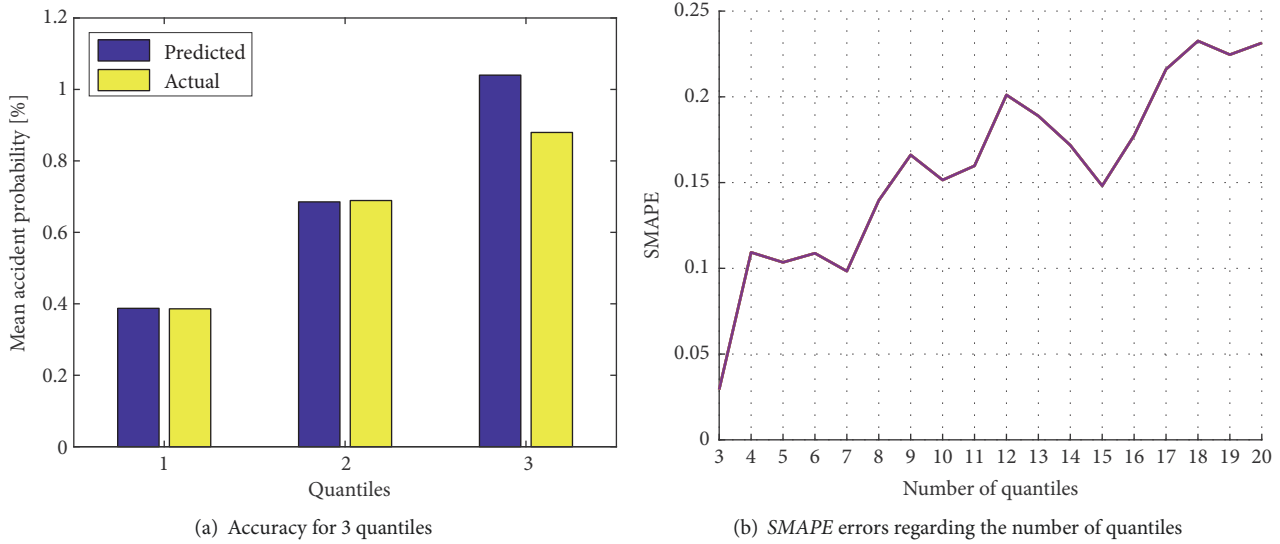 1.2
1
0.8
0.6
0.4
0.2
0
Mean accident probability [%]
Predicted
Actual
1 2 3
Quantiles
(a) Accuracy for 3 quantiles
0.25
0.2
0.15
0.1
0.05
0
SMAPE
3 4 5 6 7 8 9 10 11 12 13 14 15 16 17 18 19 20
Number of quantiles
(b) SMAPE errors regarding the number of quantiles